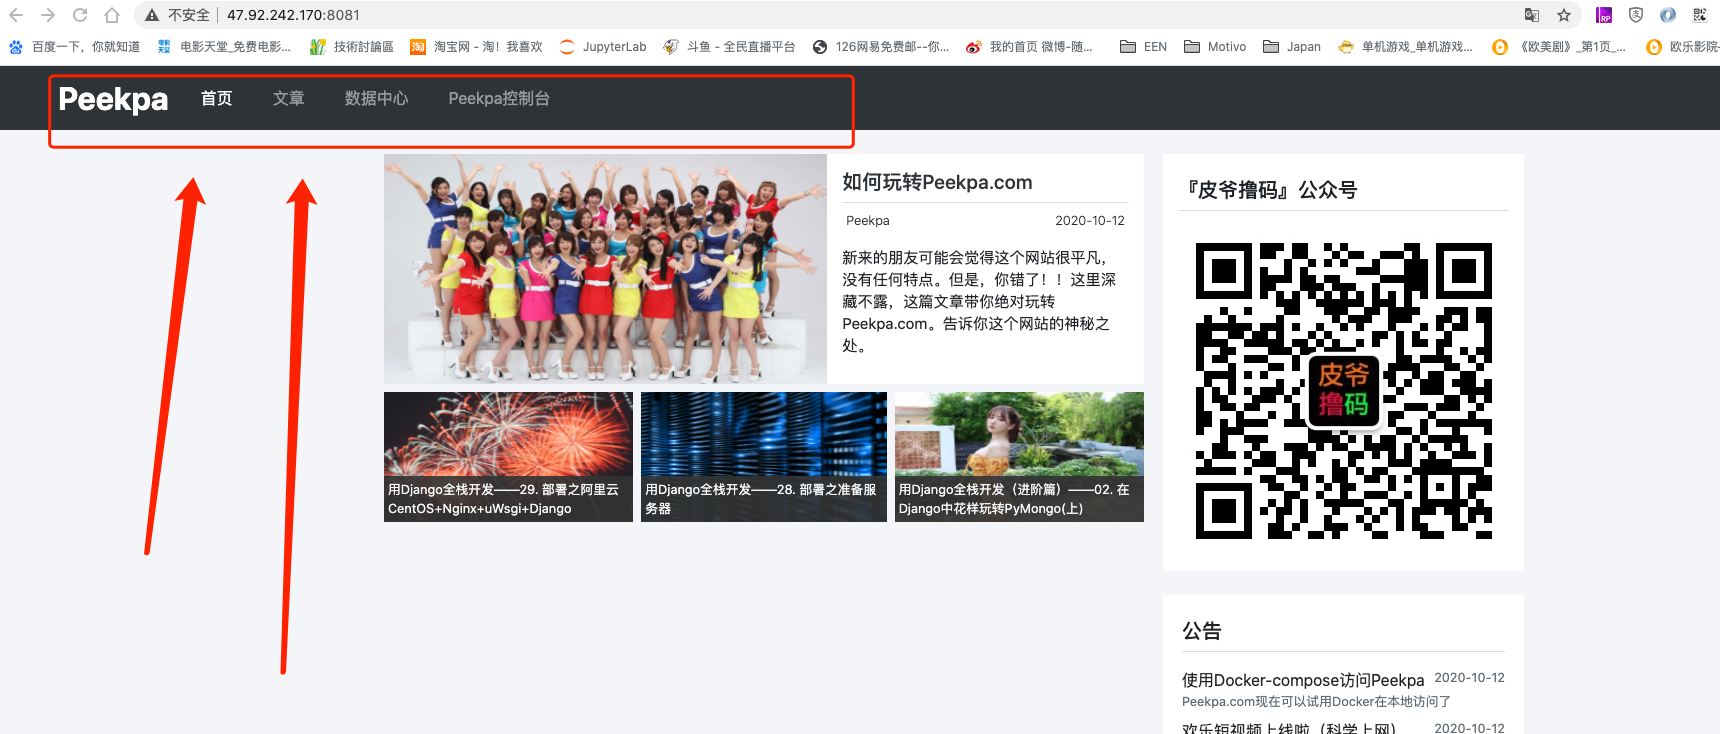 不安全 47.92.242.170:8081
百度一下，你就知道 电影天堂_免费电影... 技術討論區 淘宝网 - 淘！我喜欢 JupyterLab 斗鱼 - 全民直播平台 126网易免费邮--你... 我的首页 微博-随... EEN Motivo Japan 单机游戏_单机游戏... 《欧美剧》_第1页_... 欧乐影院-
Peekpa 首页 文章 数据中心 Peekpa控制台
如何玩转Peekpa.com
Peekpa 2020-10-12
新来的朋友可能会觉得这个网站很平凡，
没有任何特点。但是，你错了！！这里深
藏不露，这篇文章带你绝对玩转
Peekpa.com。告诉你这个网站的神秘之
处。
用Django全栈开发——29. 部署之阿里云
CentOS+Nginx+uWsgi+Django
用Django全栈开发——28. 部署之准备服
务器
用Django全栈开发（进阶篇）——02. 在
Django中花样玩转PyMongo(上)
『皮爷撸码』公众号
皮爷
撸码
公告
使用Docker-compose访问Peekpa 2020-10-12
Peekpa.com现在可以试用Docker在本地访问了
欢乐短视频上线啦（科学上网） 2020-10-12